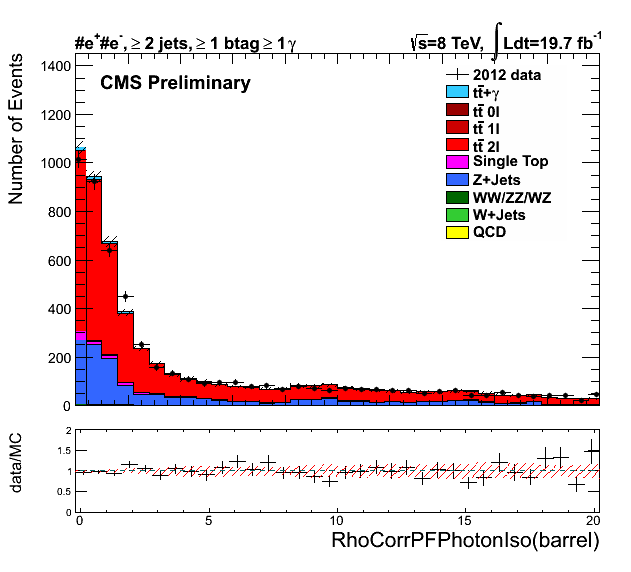 #e⁺#e⁻, ≥ 2 jets, ≥ 1 btag ≥ 1 γ
√s=8 TeV, ∫Ldt=19.7 fb⁻¹
CMS Preliminary
2012 data
tt̄+γ
tt̄ 0l
tt̄ 1l
tt̄ 2l
Single Top
Z+Jets
WW/ZZ/WZ
W+Jets
QCD
Number of Events
1400
1200
1000
800
600
400
200
0
data/MC
2
1.5
1
0.5
0
0 5 10 15 20
RhoCorrPFPhotonIso(barrel)